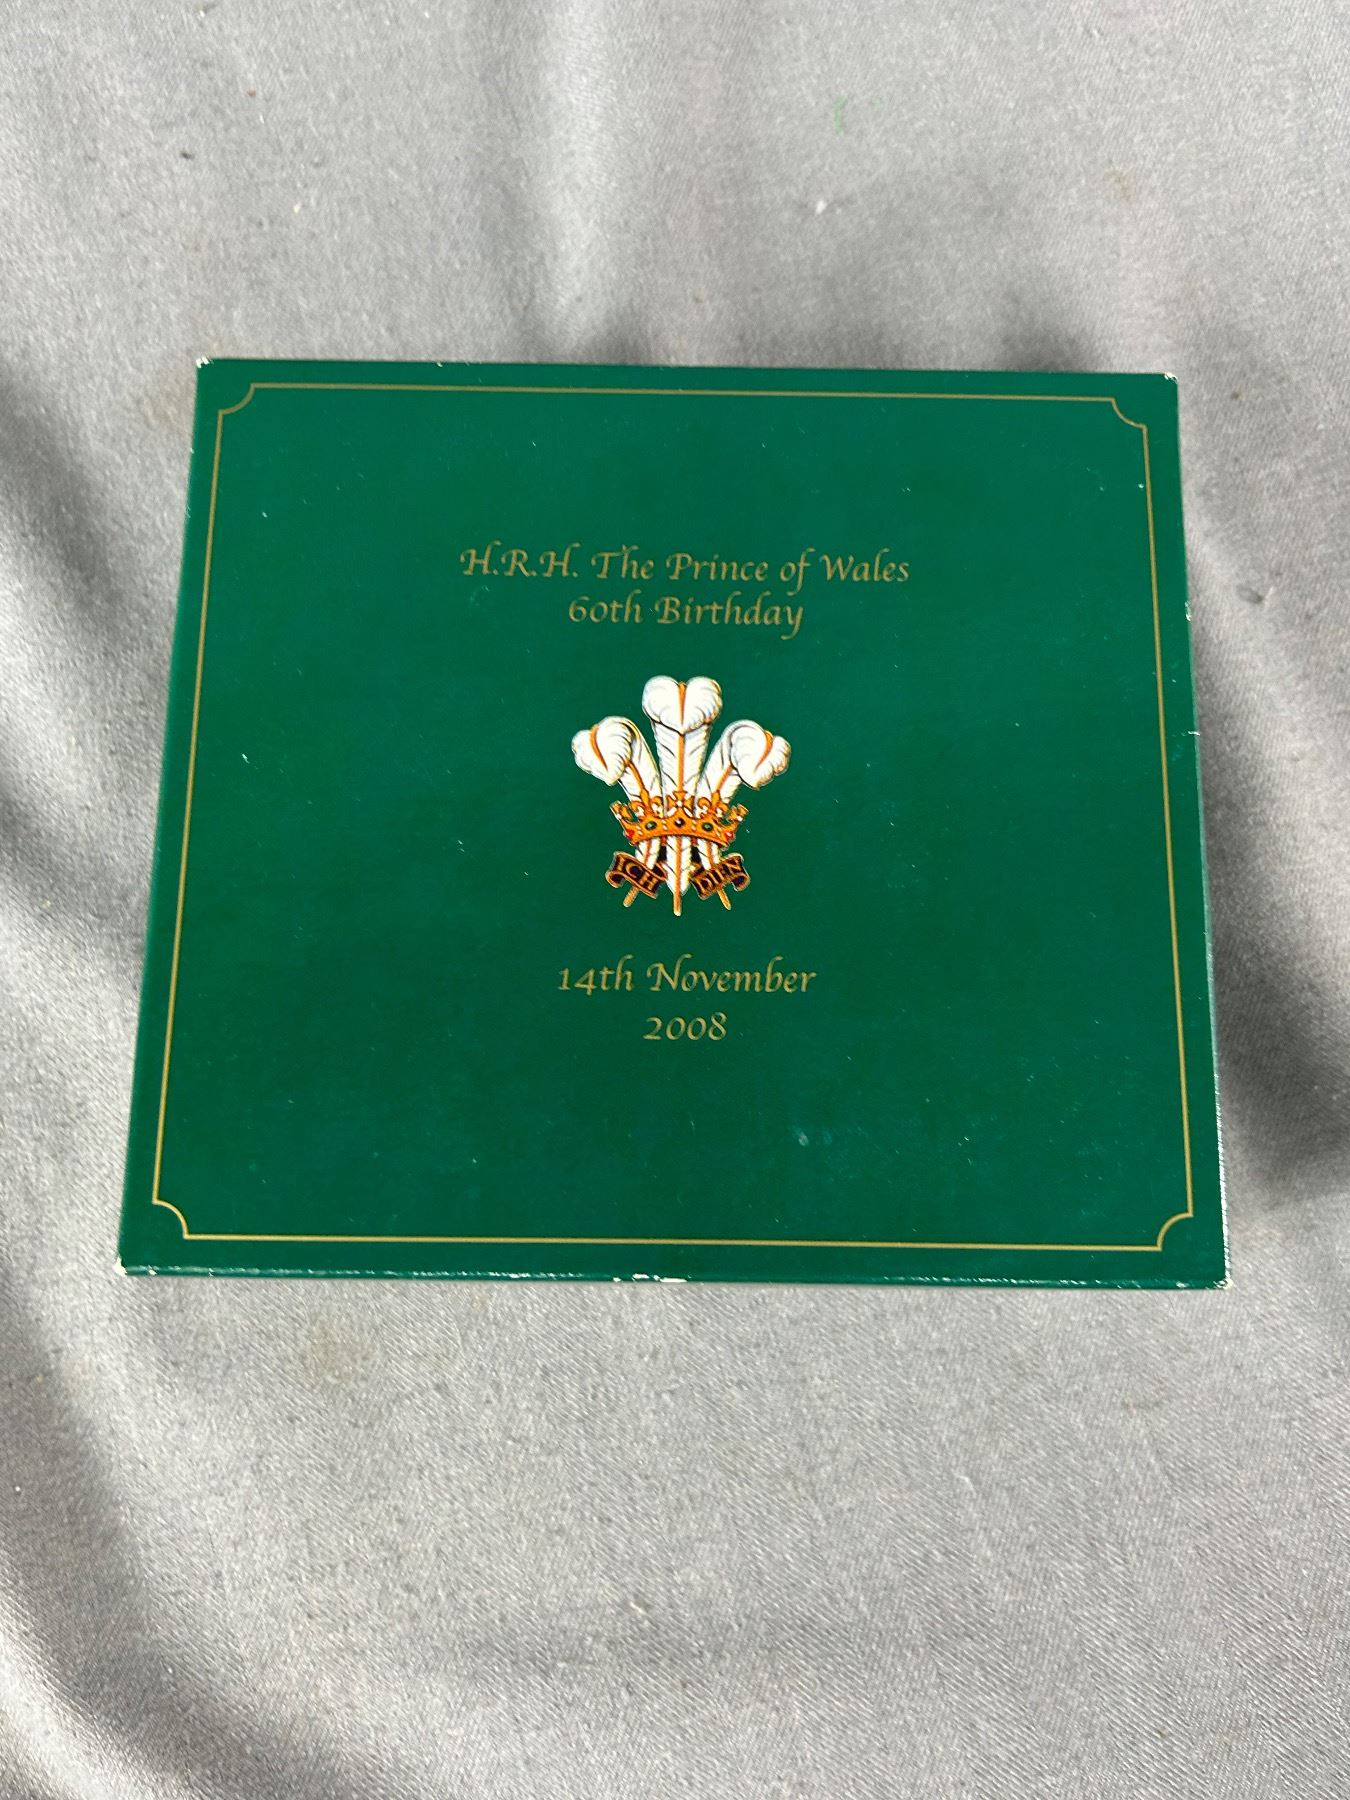 H.R.H. The Prince of Wales
60th Birthday
ICH DIEN
14th November
2008